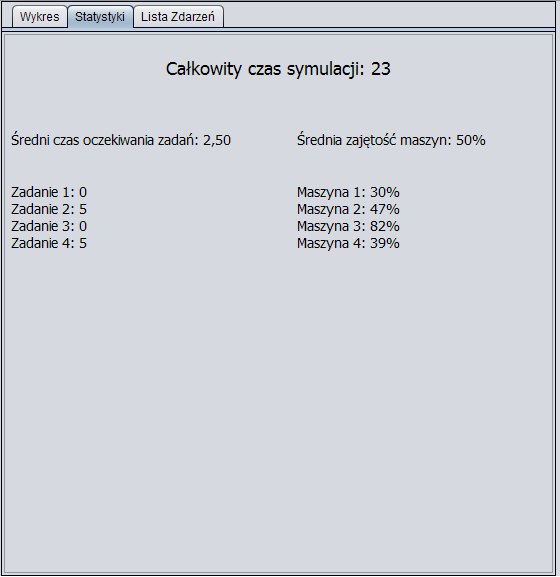 Wykres Statystyki Lista Zdarzeń
Całkowity czas symulacji: 23
Średni czas oczekiwania zadań: 2,50
Zadanie 1: 0
Zadanie 2: 5
Zadanie 3: 0
Zadanie 4: 5
Średnia zajętość maszyn: 50%
Maszyna 1: 30%
Maszyna 2: 47%
Maszyna 3: 82%
Maszyna 4: 39%